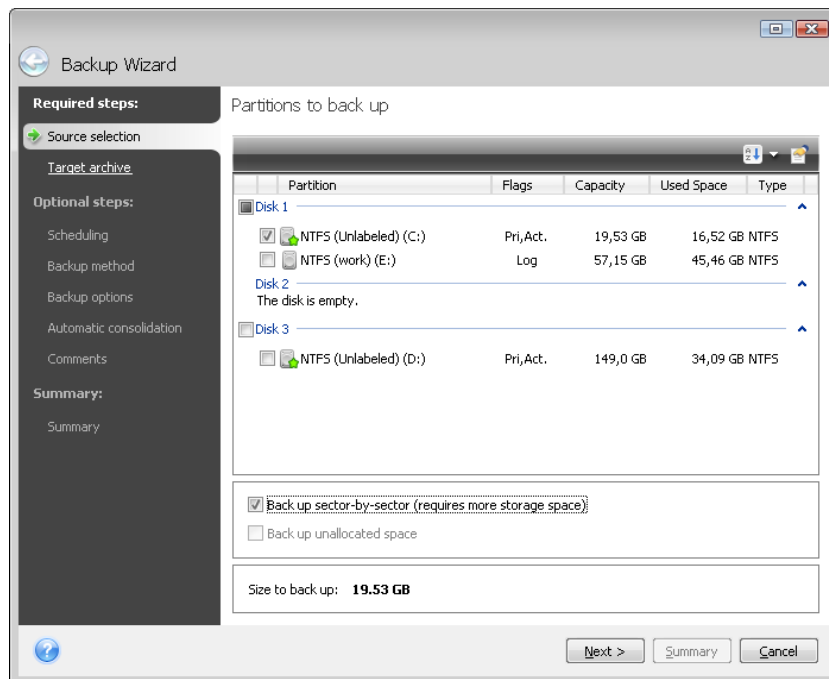 Backup Wizard
Required steps:
Source selection
Target archive
Optional steps:
Scheduling
Backup method
Backup options
Automatic consolidation
Comments
Summary:
Summary
Partitions to back up
Partition Flags Capacity Used Space Type
Disk 1
NTFS (Unlabeled) (C:) Pri,Act. 19,53 GB 16,52 GB NTFS
NTFS (work) (E:) Log 57,15 GB 45,46 GB NTFS
Disk 2
The disk is empty.
Disk 3
NTFS (Unlabeled) (D:) Pri,Act. 149,0 GB 34,09 GB NTFS
Back up sector-by-sector (requires more storage space)
Back up unallocated space
Size to back up: 19.53 GB
Next > Summary Cancel